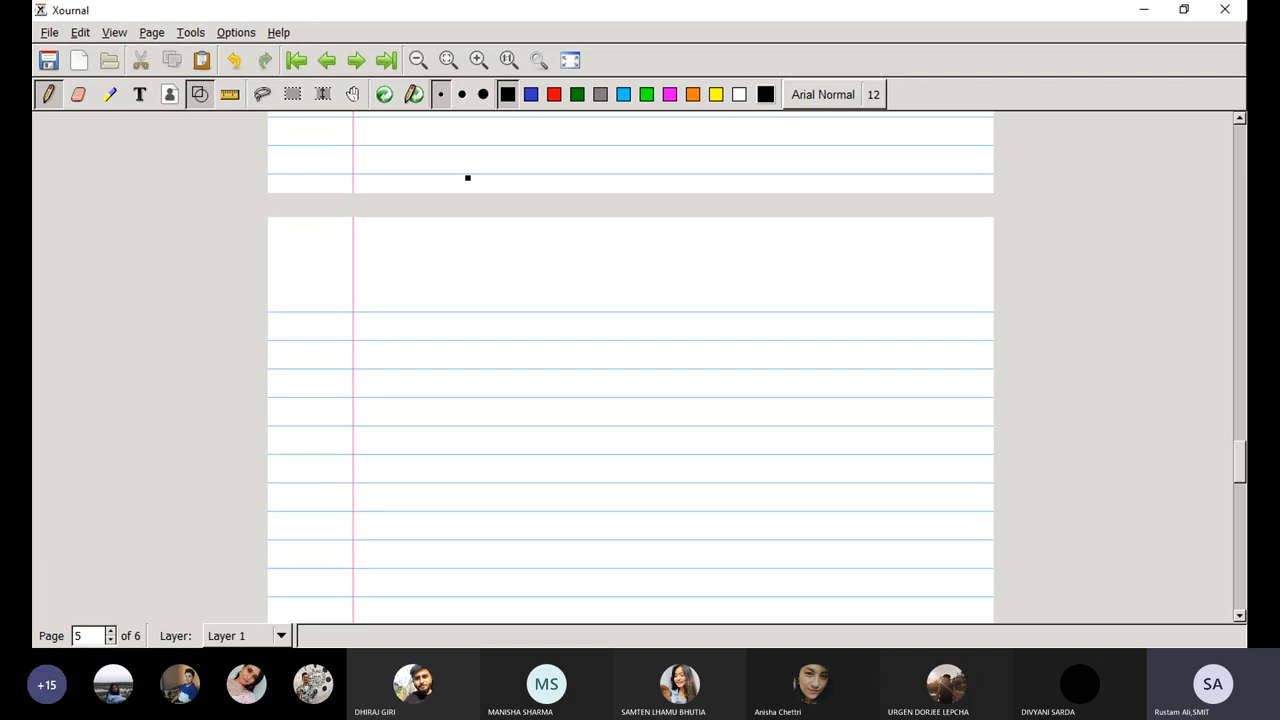 Xournal
File Edit View Page Tools Options Help
Arial Normal 12
Page 5 of 6 Layer: Layer 1
+15 MS SA
DHIRAJ GIRI MANISHA SHARMA SAMTEN LHAMU BHUTIA Anisha Chettri URGEN DORJEE LEPCHA DIVYANI SARDA Rustam Ali,SMIT